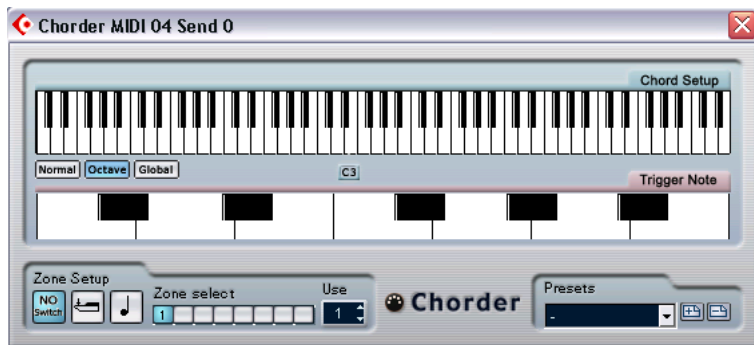 Chorder MIDI 04 Send 0
Chord Setup
Normal Octave Global
C3
Trigger Note
Zone Setup
NO Switch
Zone select
1
Use
1
Chorder
Presets
-